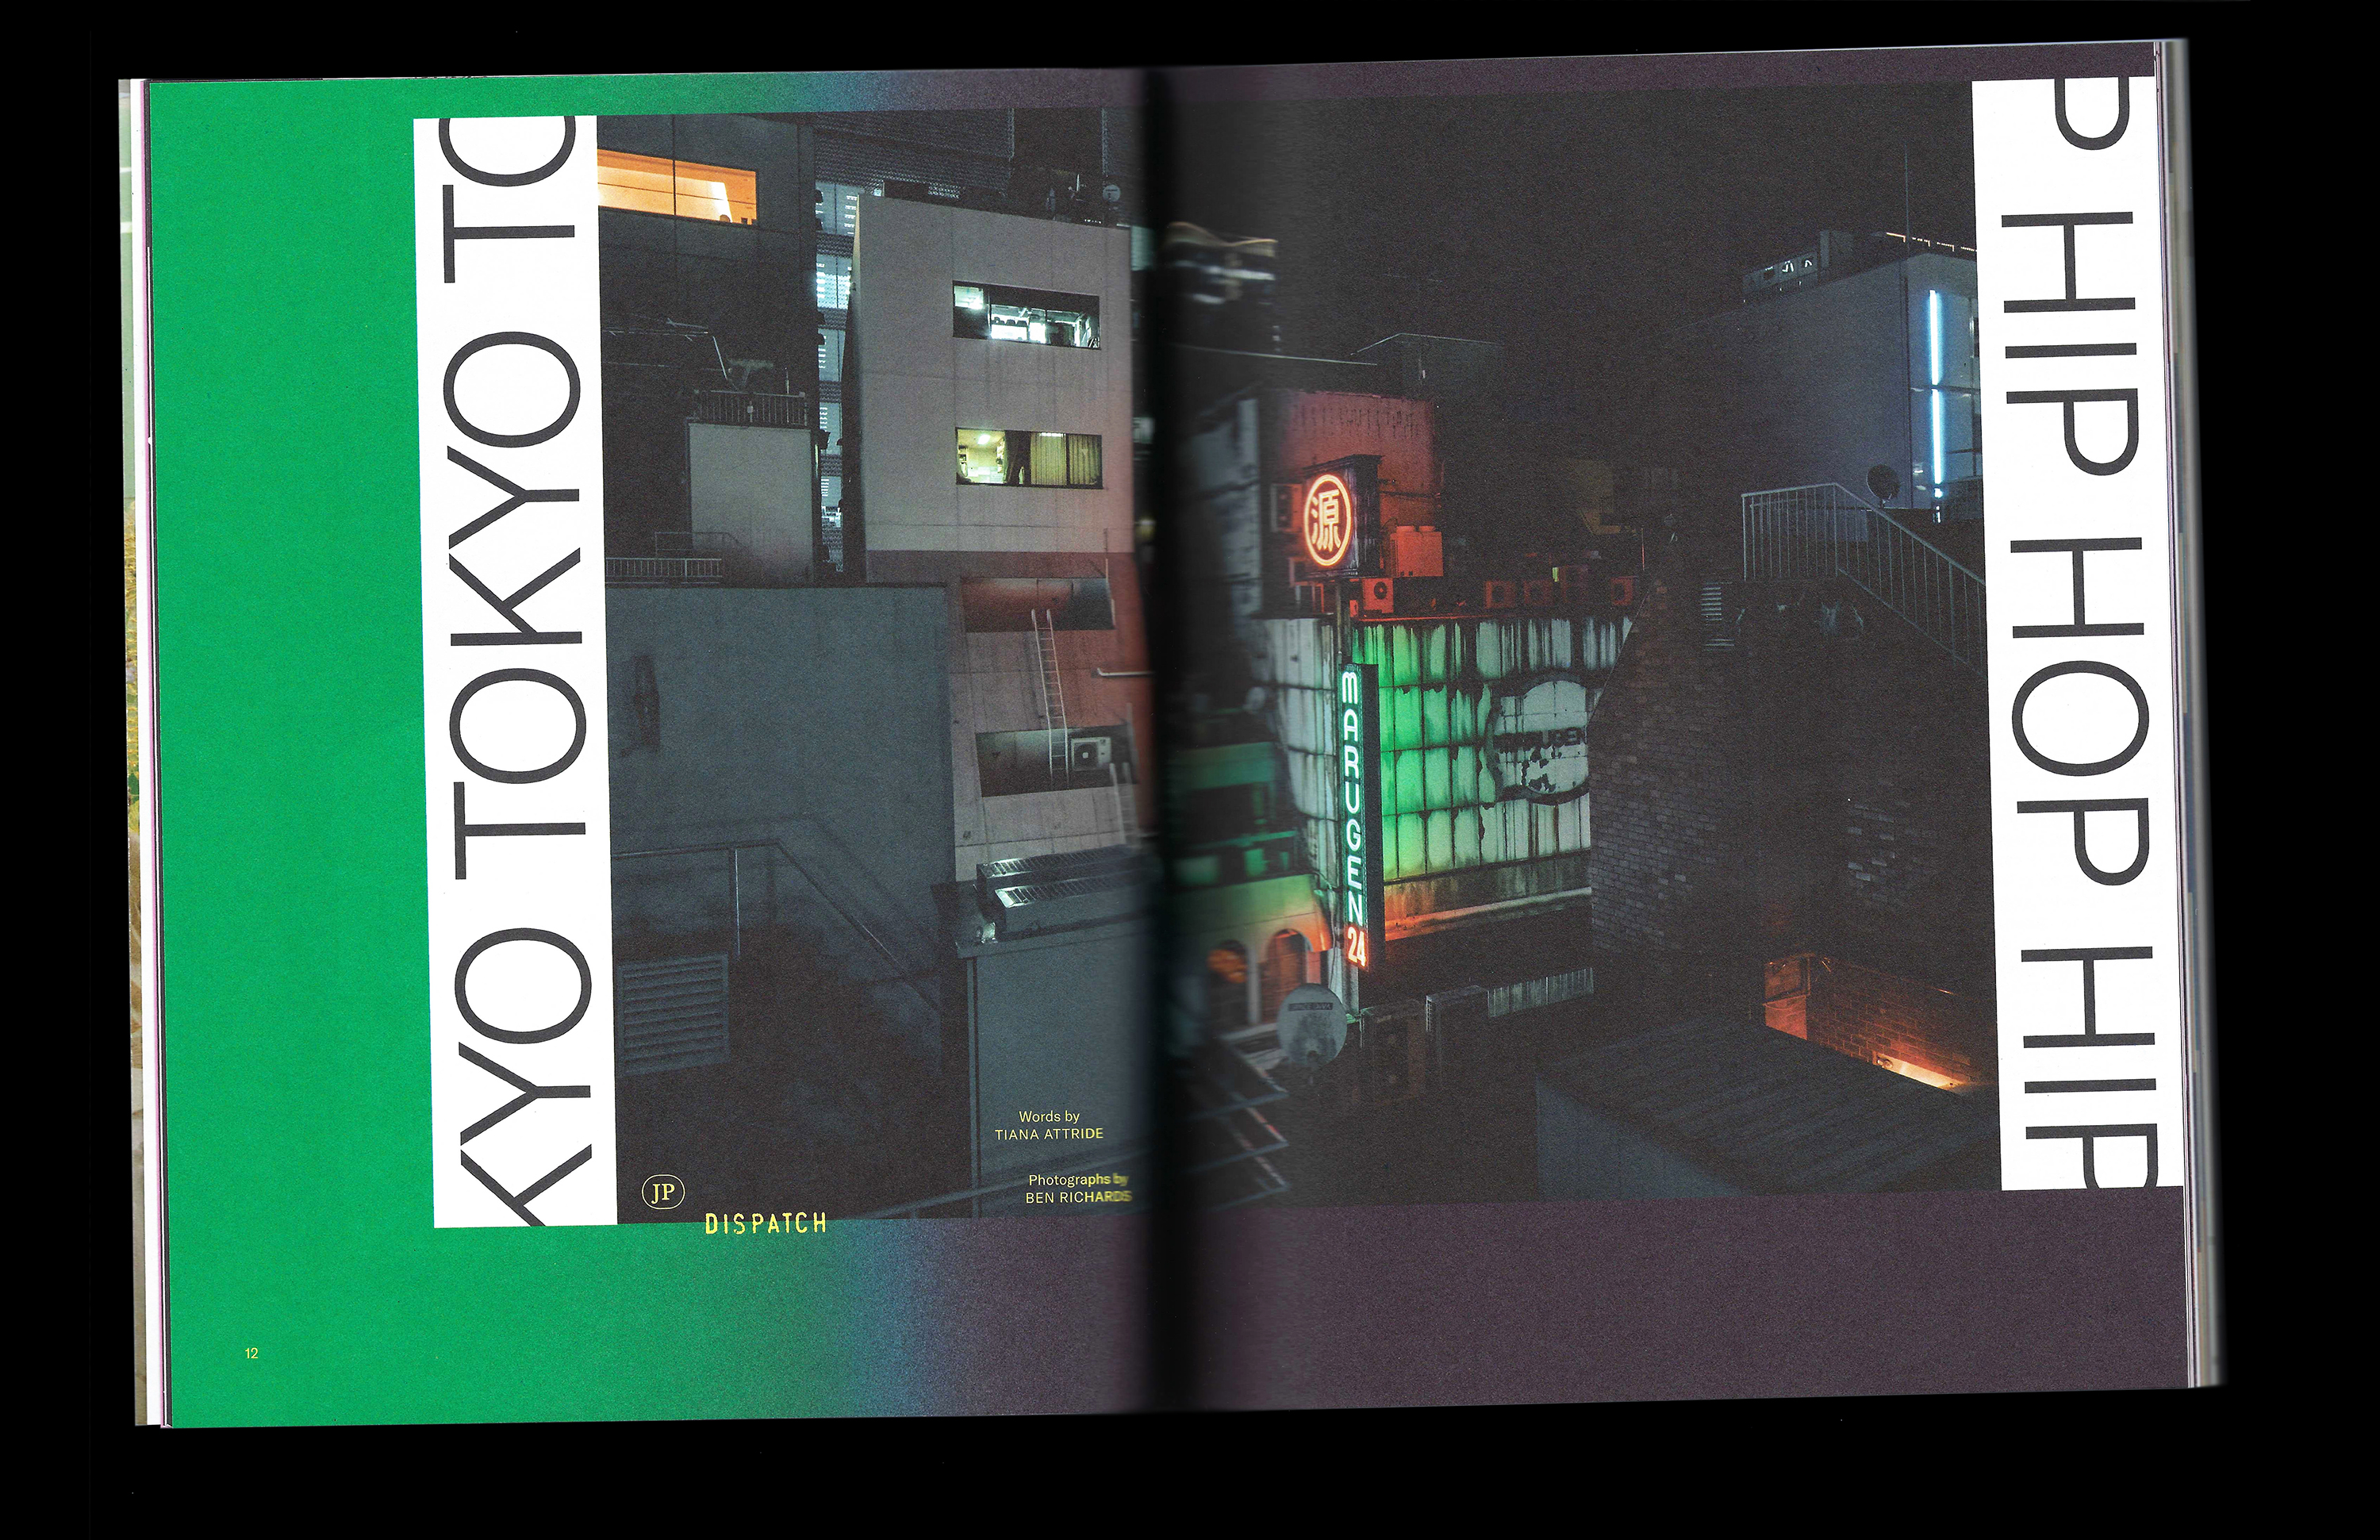 KYO TOKYO TO
P HIP HOP HIP
源
MARUGEN
24
Words by
TIANA ATTRIDE
Photographs by
BEN RICHARDS
JP
DISPATCH
12